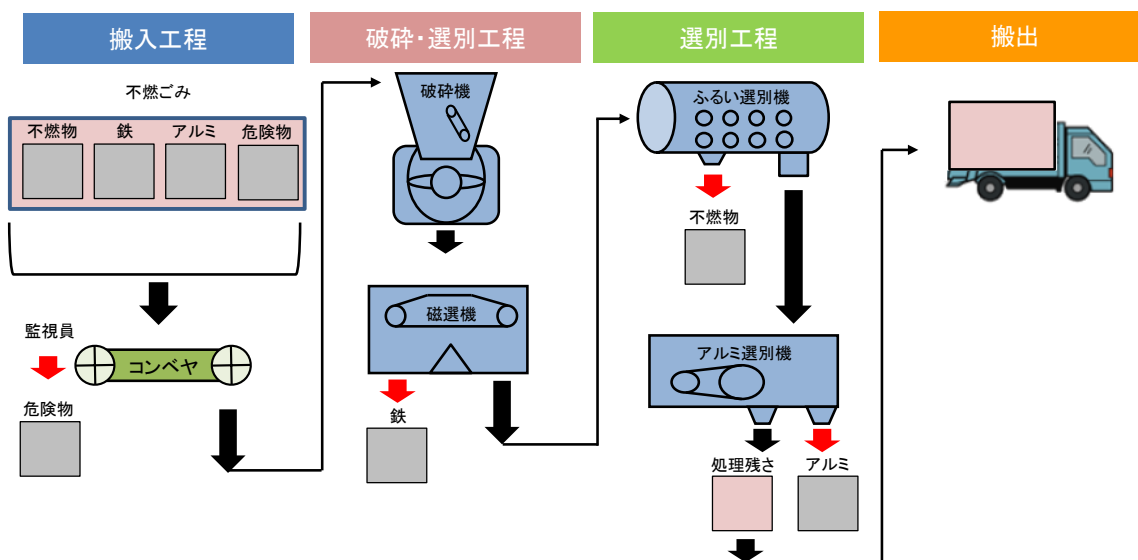 搬入工程
破砕・選別工程
選別工程
搬出
不燃ごみ
不燃物
鉄
アルミ
危険物
監視員
コンベヤ
危険物
破砕機
磁選機
鉄
ふるい選別機
不燃物
アルミ選別機
処理残さ
アルミ